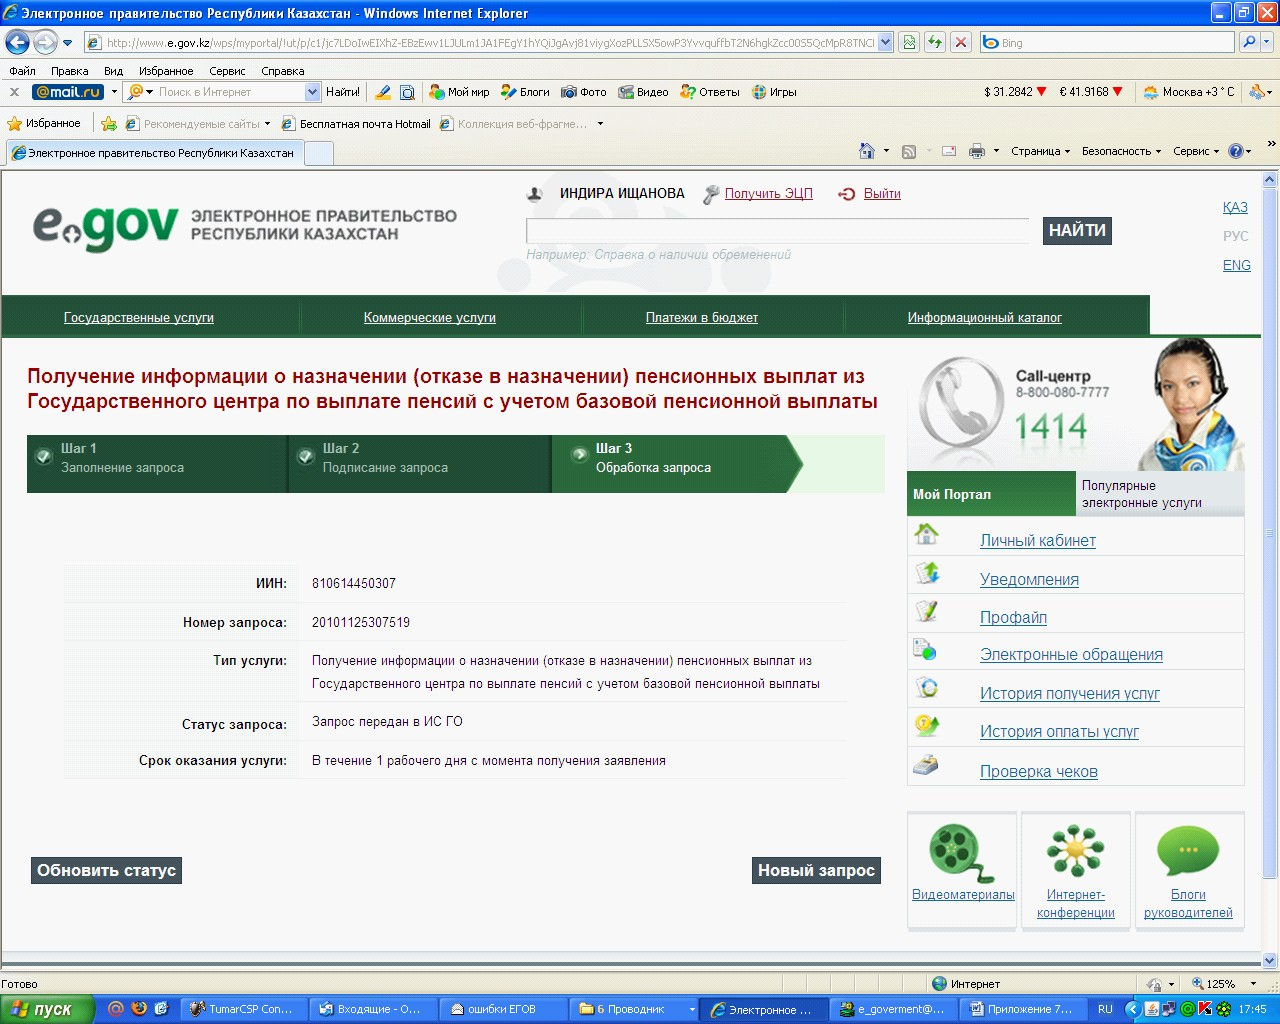 Электронное правительство Республики Казахстан - Windows Internet Explorer
Bing
Файл Правка Вид Избранное Сервис Справка
@mail.ru Поиск в Интернет Найти! Мой мир Блоги Фото Видео Ответы Игры $ 31.2842 € 41.9168 Москва +3 ° C
Избранное Рекомендуемые сайты Бесплатная почта Hotmail Коллекция веб-фрагме...
Электронное правительство Республики Казахстан Страница Безопасность Сервис
e.gov ЭЛЕКТРОННОЕ ПРАВИТЕЛЬСТВО
РЕСПУБЛИКИ КАЗАХСТАН
ИНДИРА ИЩАНОВА Получить ЭЦП Выйти
НАЙТИ
Например: Справка о наличии обременений
ҚАЗ
РУС
ENG
Государственные услуги Коммерческие услуги Платежи в бюджет Информационный каталог
Получение информации о назначении (отказе в назначении) пенсионных выплат из
Государственного центра по выплате пенсий с учетом базовой пенсионной выплаты
Шаг 1
Заполнение запроса
Шаг 2
Подписание запроса
Шаг 3
Обработка запроса
ИИН: 810614450307
Номер запроса: 20101125307519
Тип услуги: Получение информации о назначении (отказе в назначении) пенсионных выплат из
Государственного центра по выплате пенсий с учетом базовой пенсионной выплаты
Статус запроса: Запрос передан в ИС ГО
Срок оказания услуги: В течение 1 рабочего дня с момента получения заявления
Обновить статус Новый запрос
Call-центр
8-800-080-7777
1414
Мой Портал
Популярные
электронные услуги
Личный кабинет
Уведомления
Профайл
Электронные обращения
История получения услуг
История оплаты услуг
Проверка чеков
Видеоматериалы
Интернет-
конференции
Блоги
руководителей
Готово Интернет 125%
пуск TumarCSP Con... Входящие - О... ошибки ЕГОВ 6 Проводник Электронное ... e_goverment@... Приложение 7... RU 17:45